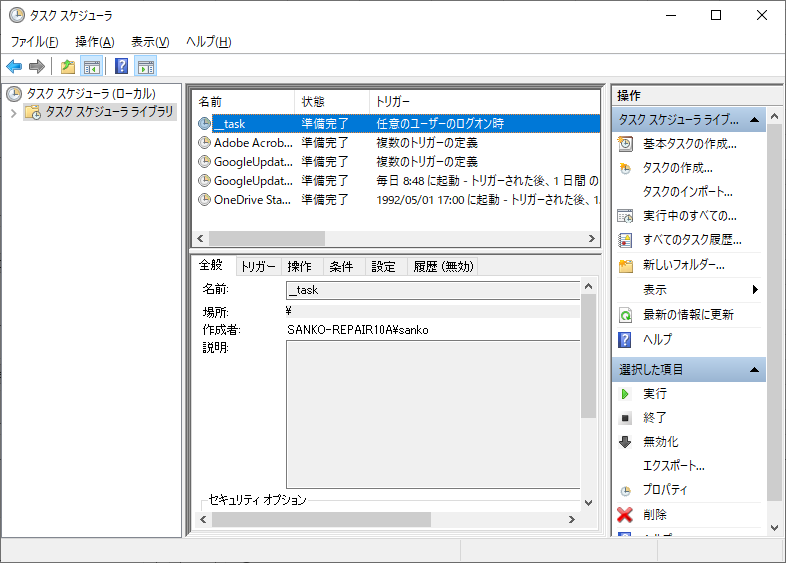 タスク スケジューラ
ファイル(F) 操作(A) 表示(V) ヘルプ(H)
タスク スケジューラ (ローカル)
タスク スケジューラ ライブラリ
名前 状態 トリガー
__task 準備完了 任意のユーザーのログオン時
Adobe Acrob... 準備完了 複数のトリガーの定義
GoogleUpdat... 準備完了 複数のトリガーの定義
GoogleUpdat... 準備完了 毎日 8:48 に起動 - トリガーされた後、1 日間 の
OneDrive Sta... 準備完了 1992/05/01 17:00 に起動 - トリガーされた後、1.
全般 トリガー 操作 条件 設定 履歴 (無効)
名前: __task
場所: \
作成者: SANKO-REPAIR10A\sanko
説明:
セキュリティ オプション
操作
タスク スケジューラ ライブ...
基本タスクの作成...
タスクの作成...
タスクのインポート...
実行中のすべての...
すべてのタスク履歴...
新しいフォルダー...
表示
最新の情報に更新
ヘルプ
選択した項目
実行
終了
無効化
エクスポート...
プロパティ
削除